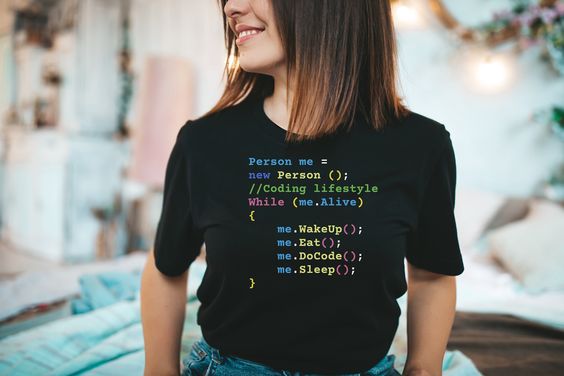 Person me =
new Person ();
//Coding lifestyle
While (me.Alive)
{
me.WakeUp();
me.Eat();
me.DoCode();
me.Sleep();
}